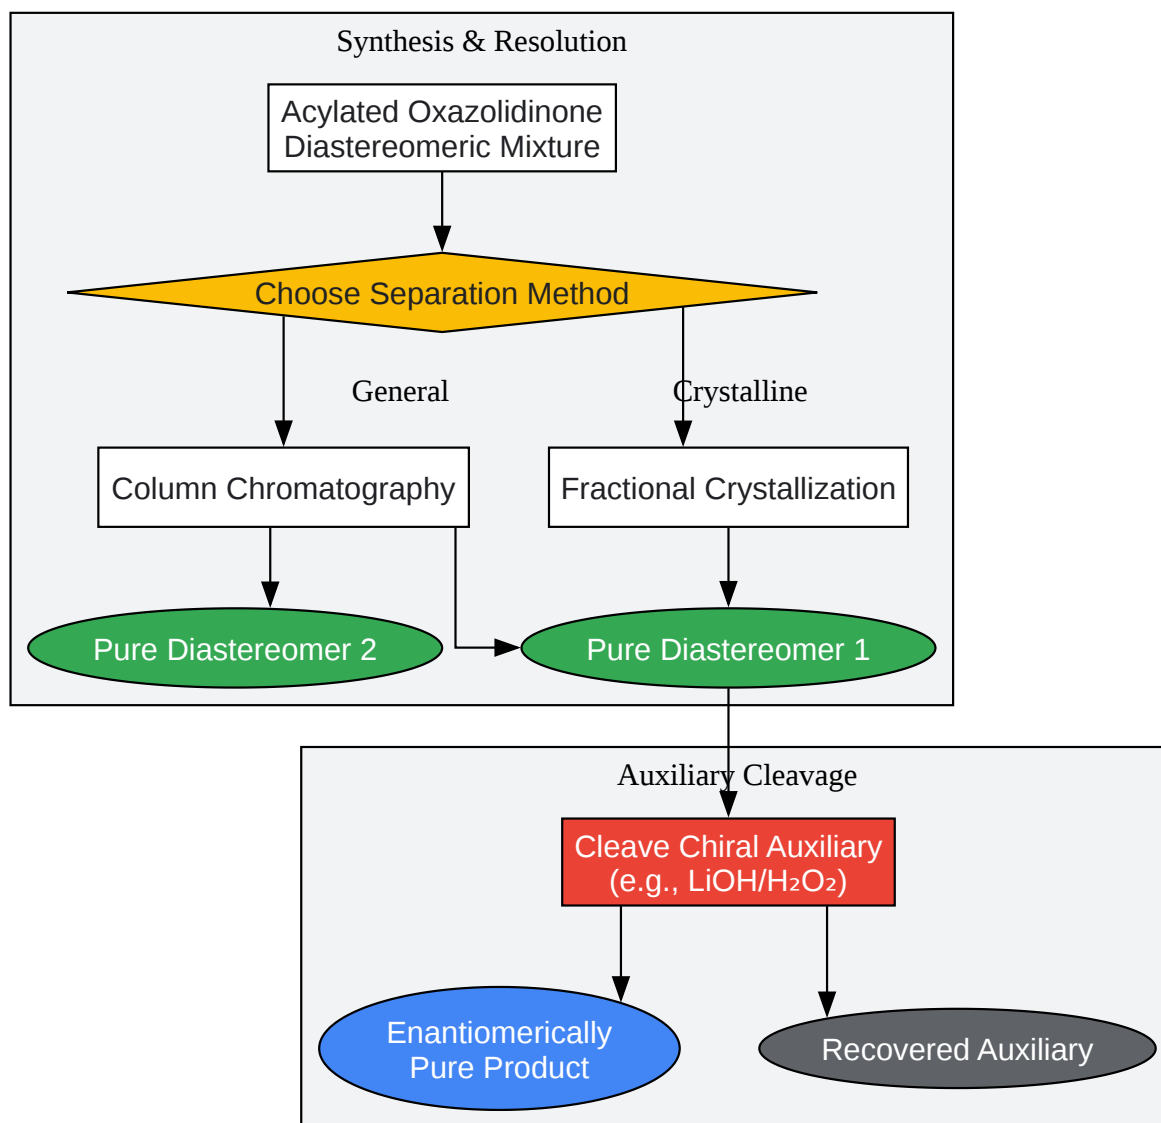 Synthesis & Resolution
Acylated Oxazolidinone
Diastereomeric Mixture
Choose Separation Method
General
Crystalline
Column Chromatography
Fractional Crystallization
Pure Diastereomer 2
Pure Diastereomer 1
Auxiliary Cleavage
Cleave Chiral Auxiliary
(e.g., LiOH/H₂O₂)
Enantiomerically
Pure Product
Recovered Auxiliary